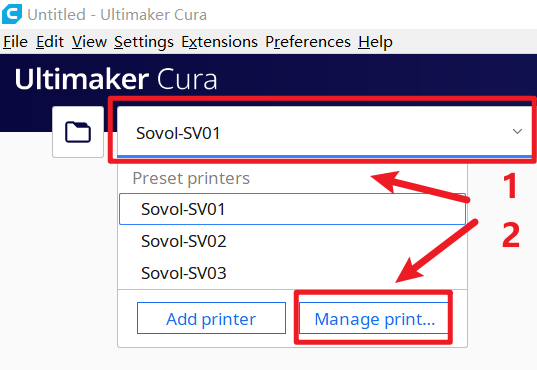 Untitled - Ultimaker Cura
File Edit View Settings Extensions Preferences Help
Ultimaker Cura
Sovol-SV01
Preset printers
1
Sovol-SV01
2
Sovol-SV02
Sovol-SV03
Add printer
Manage print...